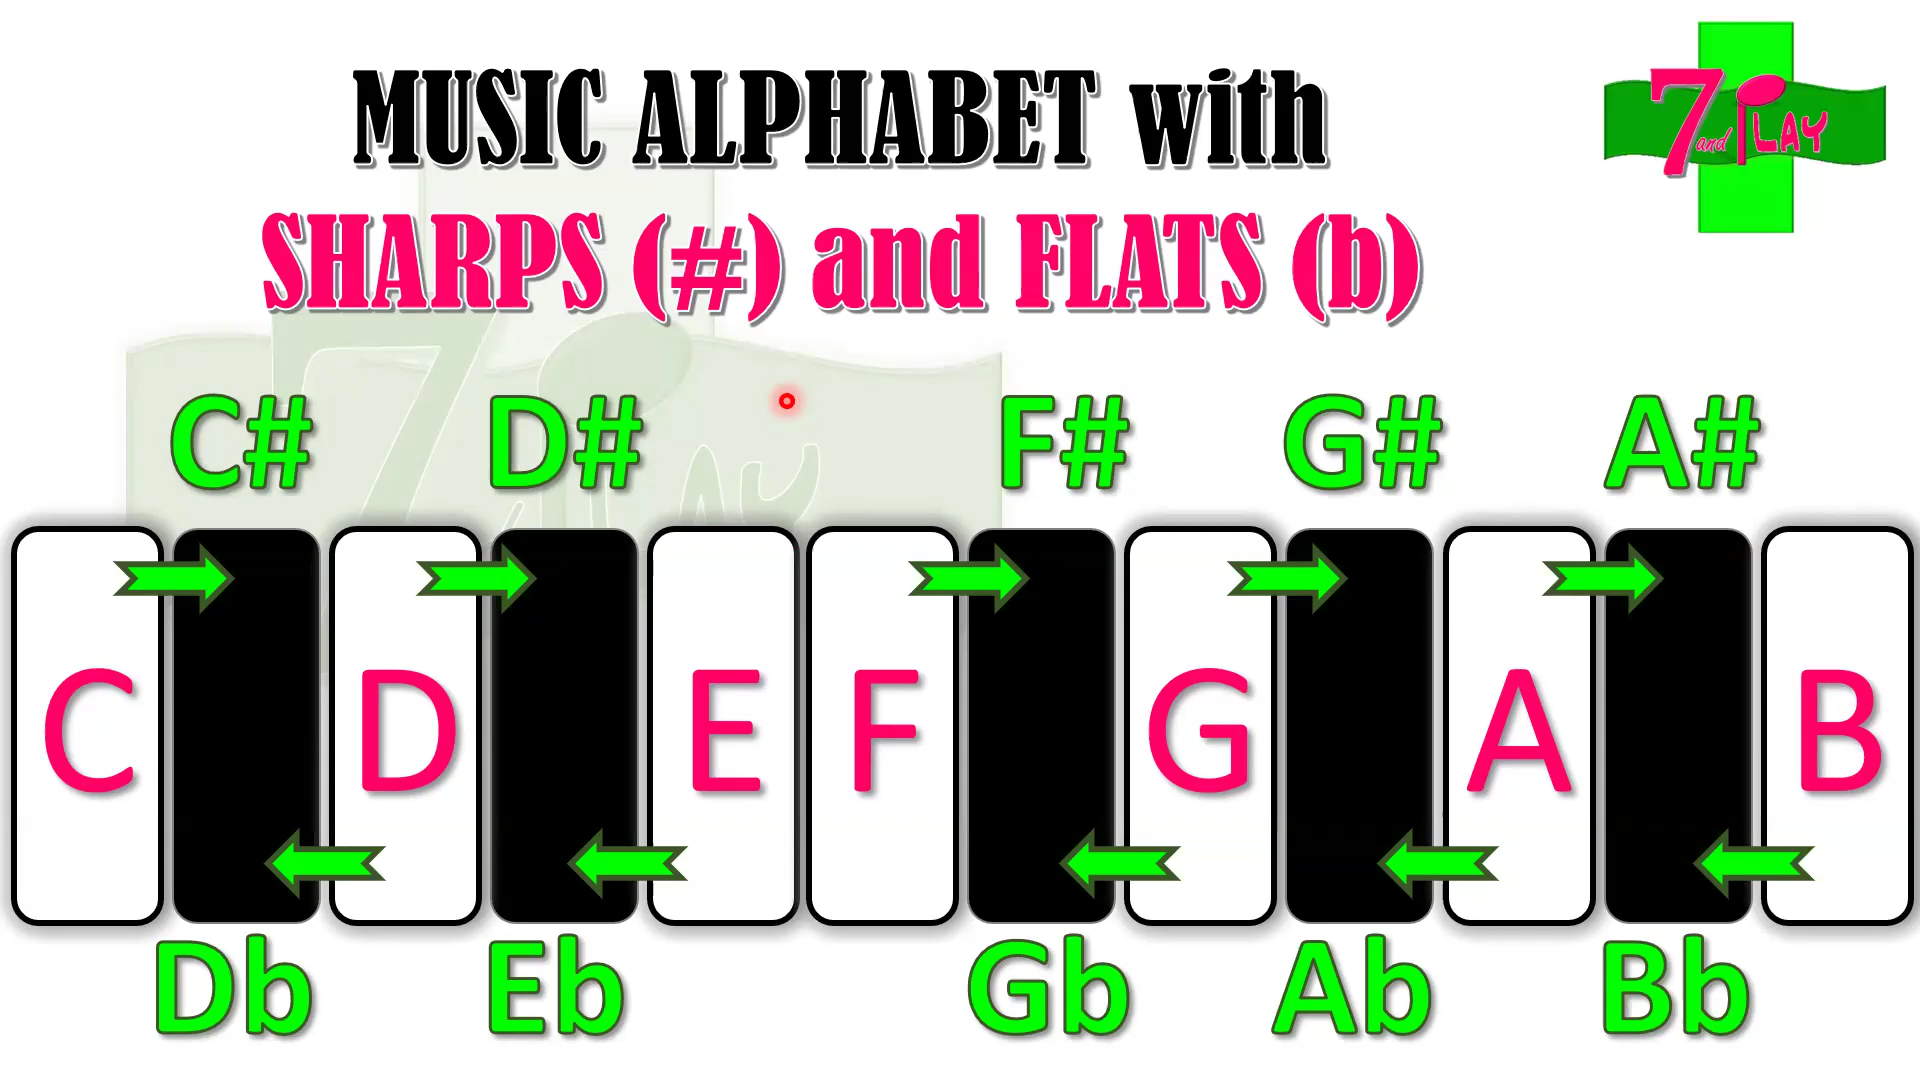 MUSIC ALPHABET with
SHARPS (#) and FLATS (b)
7 and PLAY
C# D# F# G# A#
C D E F G A B
Db Eb Gb Ab Bb